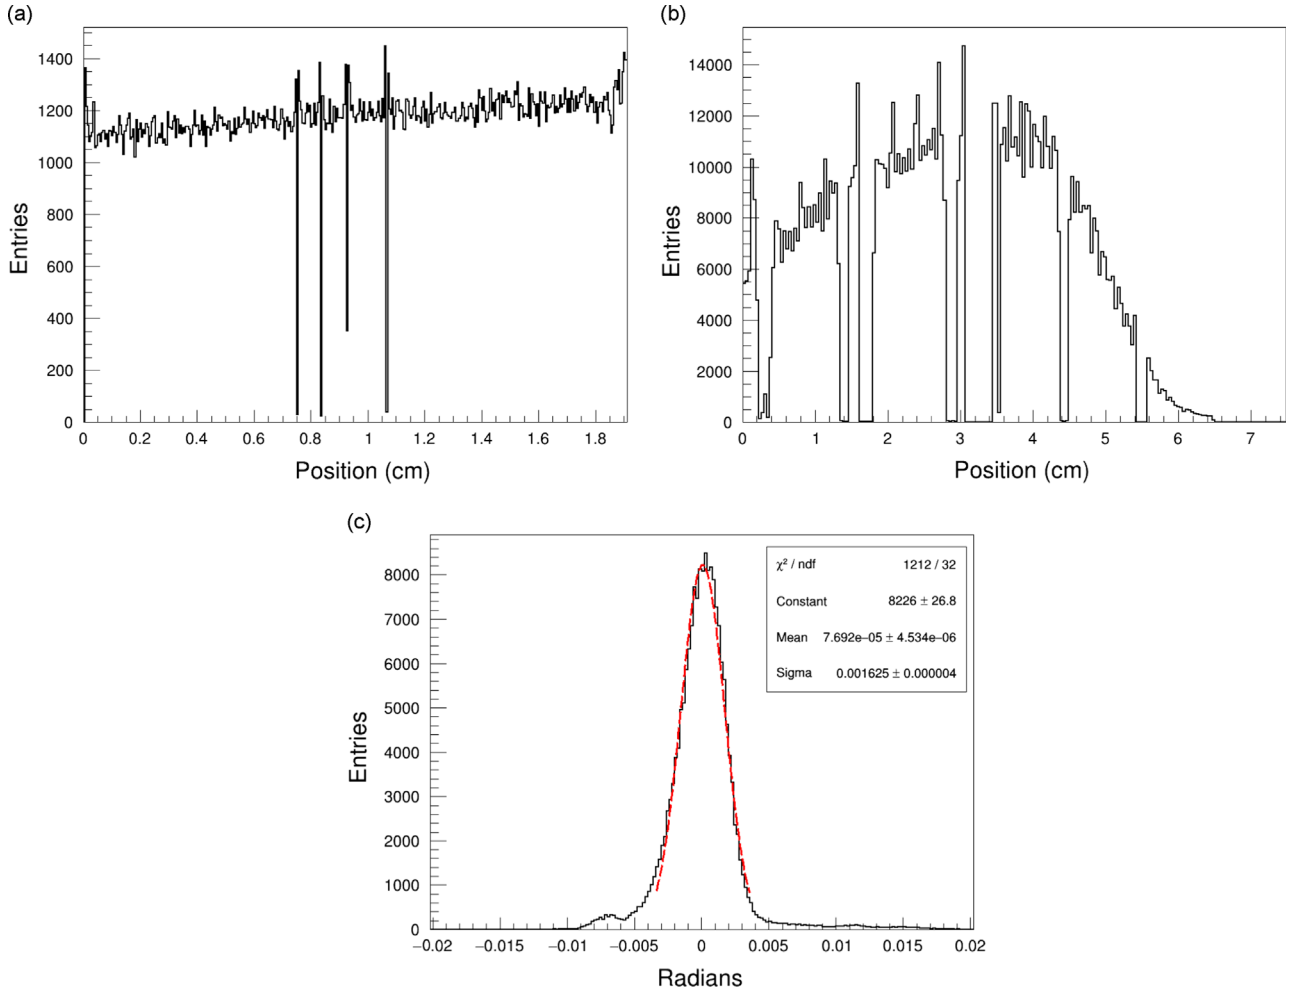 (a)
1400
1200
1000
800
600
400
200
0
Entries
0 0.2 0.4 0.6 0.8 1 1.2 1.4 1.6 1.8
Position (cm)
(b)
14000
12000
10000
8000
6000
4000
2000
0
Entries
0 1 2 3 4 5 6 7
Position (cm)
(c)
8000
7000
6000
5000
4000
3000
2000
1000
0
Entries
χ² / ndf 1212 / 32
Constant 8226 ± 26.8
Mean 7.692e–05 ± 4.534e–06
Sigma 0.001625 ± 0.000004
−0.02 −0.015 −0.01 −0.005 0 0.005 0.01 0.015 0.02
Radians